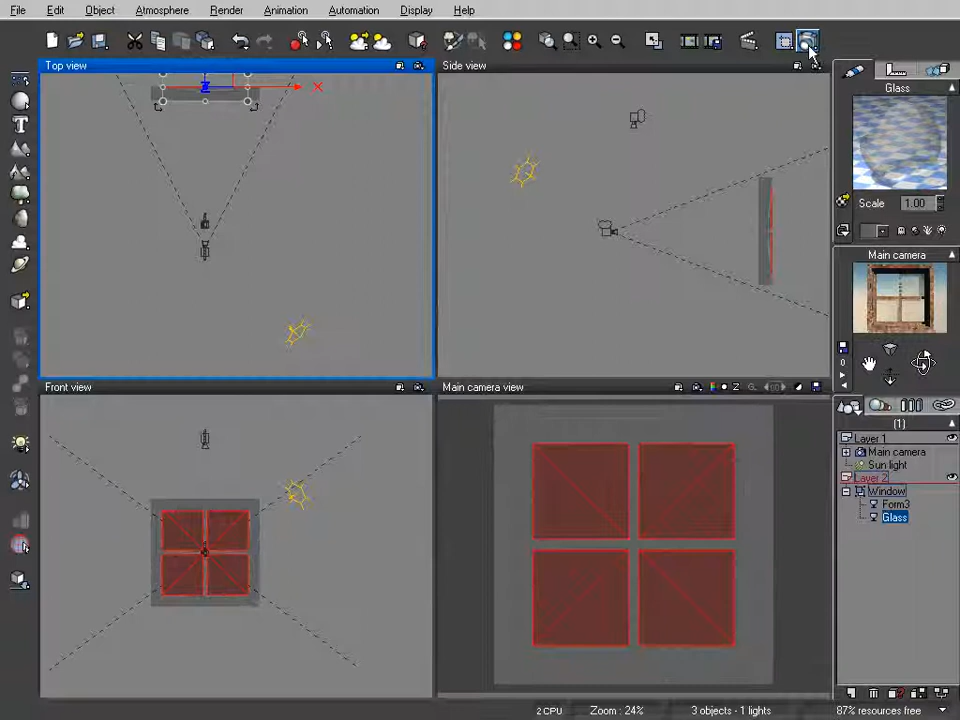 File Edit Object Atmosphere Render Animation Automation Display Help
Top view
Side view
X
Z
Glass
Scale 1.00
Main camera
Front view
Main camera view
Z
G
0
(1)
Layer 1
Main camera
Sun light
Layer 2
Window
Form3
Glass
2 CPU Zoom : 24% 3 objects - 1 lights 87% resources free